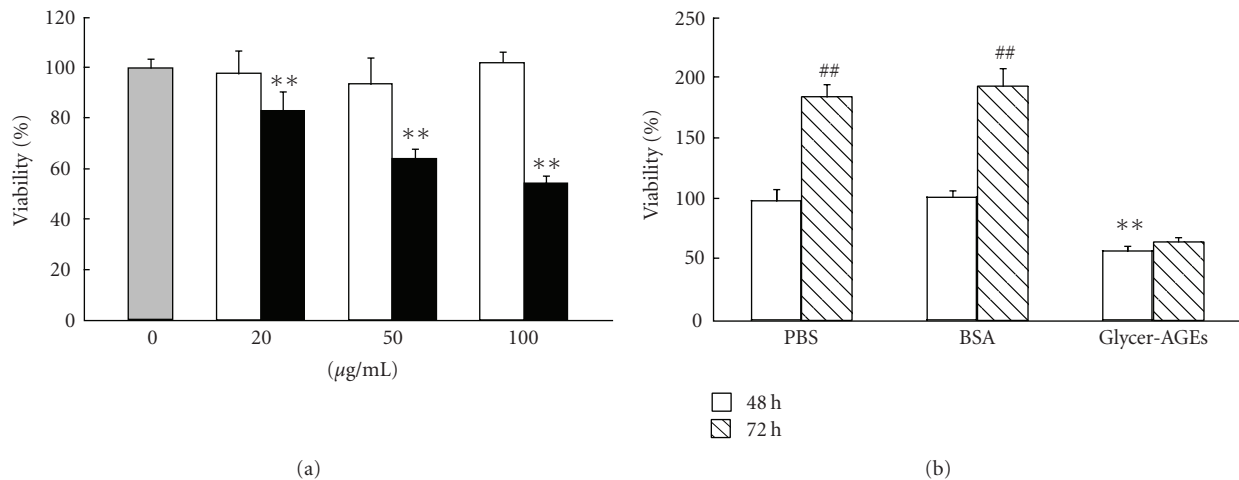 120
100
80
60
40
20
0
Viability (%)
**
**
**
0
20
50
100
(µg/mL)
(a)
250
200
150
100
50
0
Viability (%)
##
##
**
PBS
BSA
Glycer-AGEs
48 h
72 h
(b)